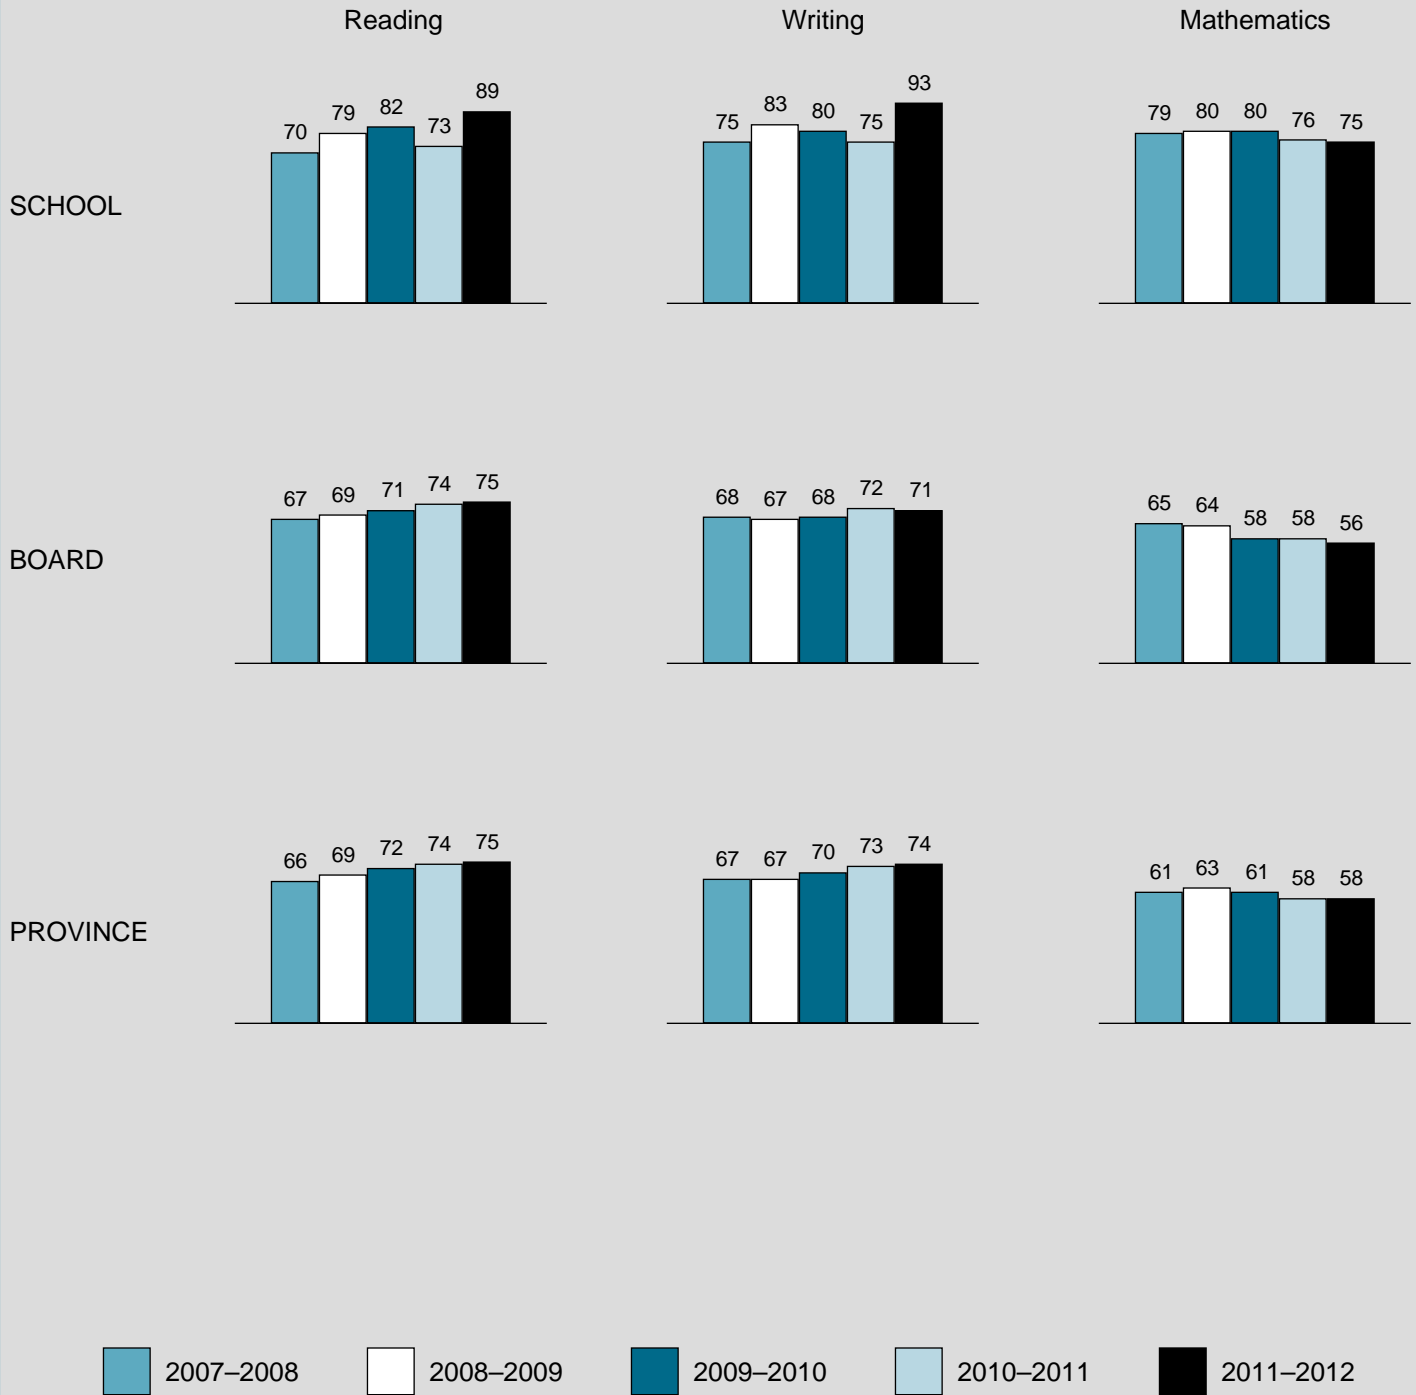 Reading Writing Mathematics
SCHOOL
70 79 82 73 89
75 83 80 75 93
79 80 80 76 75
BOARD
67 69 71 74 75
68 67 68 72 71
65 64 58 58 56
PROVINCE
66 69 72 74 75
67 67 70 73 74
61 63 61 58 58
2007–2008 2008–2009 2009–2010 2010–2011 2011–2012